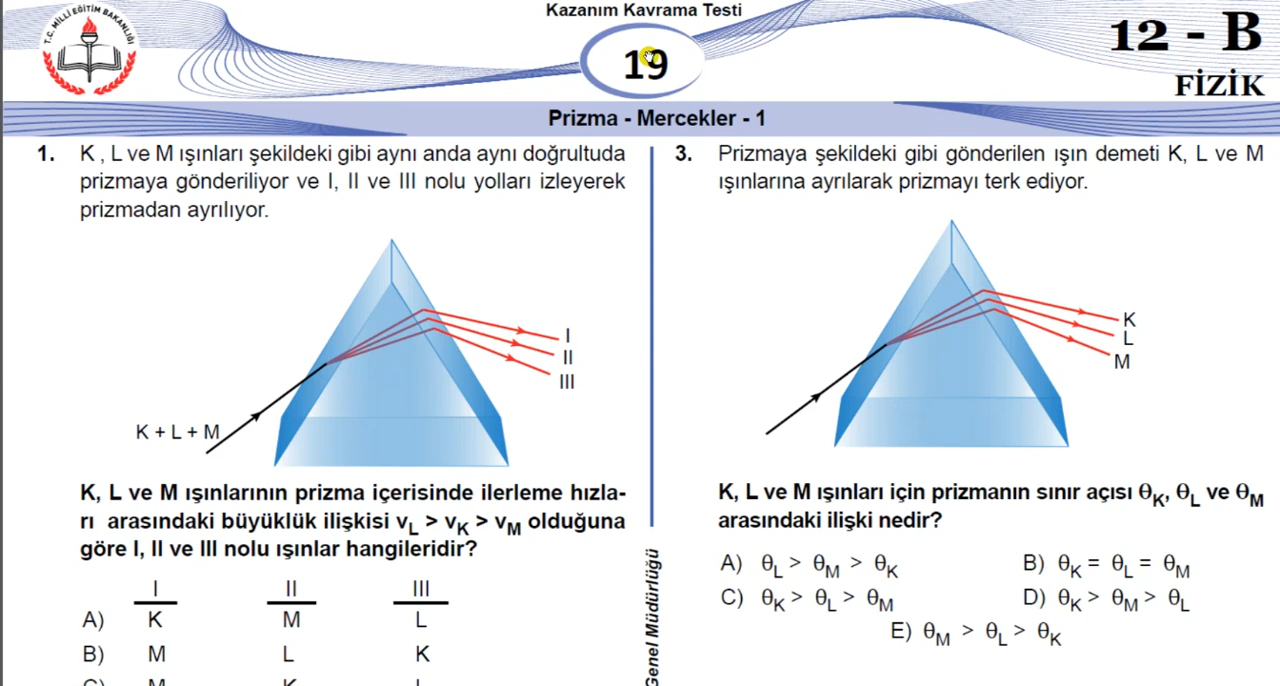 T.C. MİLLÎ EĞİTİM BAKANLIĞI
Kazanım Kavrama Testi
19
12 - B
FİZİK
Prizma - Mercekler - 1
1. K , L ve M ışınları şekildeki gibi aynı anda aynı doğrultuda
prizmaya gönderiliyor ve I, II ve III nolu yolları izleyerek
prizmadan ayrılıyor.
I
II
III
K + L + M
K, L ve M ışınlarının prizma içerisinde ilerleme hızla-
rı arasındaki büyüklük ilişkisi vL > vK > vM olduğuna
göre I, II ve III nolu ışınlar hangileridir?
I II III
A) K M L
B) M L K
C) M K L
Genel Müdürlüğü
3. Prizmaya şekildeki gibi gönderilen ışın demeti K, L ve M
ışınlarına ayrılarak prizmayı terk ediyor.
K
L
M
K, L ve M ışınları için prizmanın sınır açısı θK, θL ve θM
arasındaki ilişki nedir?
A) θL > θM > θK B) θK = θL = θM
C) θK > θL > θM D) θK > θM > θL
E) θM > θL > θK